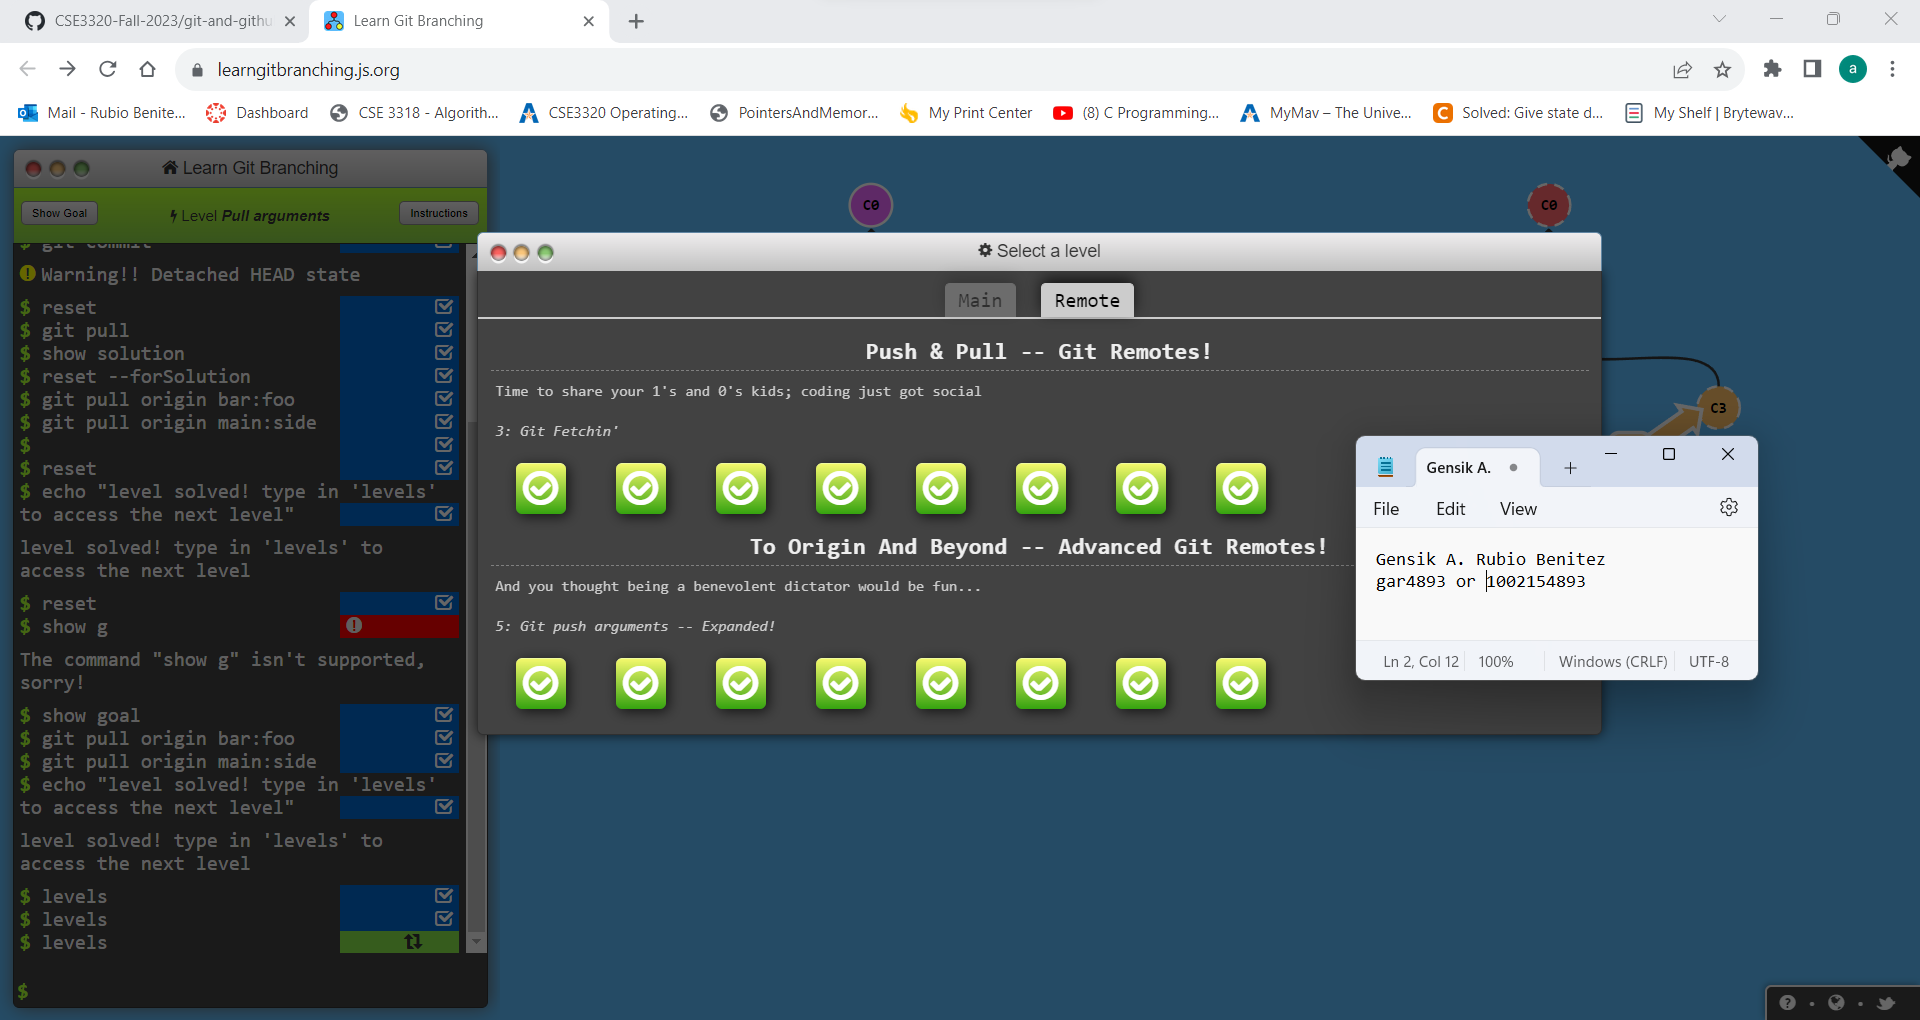 CSE3320-Fall-2023/git-and-githu
Learn Git Branching
learngitbranching.js.org
a
Mail - Rubio Benite...
Dashboard
CSE 3318 - Algorith...
CSE3320 Operating...
PointersAndMemor...
My Print Center
(8) C Programming...
MyMav – The Unive...
Solved: Give state d...
My Shelf | Brytewav...
Learn Git Branching
Show Goal
Level Pull arguments
Instructions
$ git commit
Warning!! Detached HEAD state
$ reset
$ git pull
$ show solution
$ reset --forSolution
$ git pull origin bar:foo
$ git pull origin main:side
$
$ reset
$ echo "level solved! type in 'levels'
to access the next level"
level solved! type in 'levels' to
access the next level
$ reset
$ show g
The command "show g" isn't supported,
sorry!
$ show goal
$ git pull origin bar:foo
$ git pull origin main:side
$ echo "level solved! type in 'levels'
to access the next level"
level solved! type in 'levels' to
access the next level
$ levels
$ levels
$ levels
$
C0
C0
C3
Select a level
Main
Remote
Push & Pull -- Git Remotes!
Time to share your 1's and 0's kids; coding just got social
3: Git Fetchin'
To Origin And Beyond -- Advanced Git Remotes!
And you thought being a benevolent dictator would be fun...
5: Git push arguments -- Expanded!
Gensik A.
File
Edit
View
Gensik A. Rubio Benitez
gar4893 or 1002154893
Ln 2, Col 12
100%
Windows (CRLF)
UTF-8